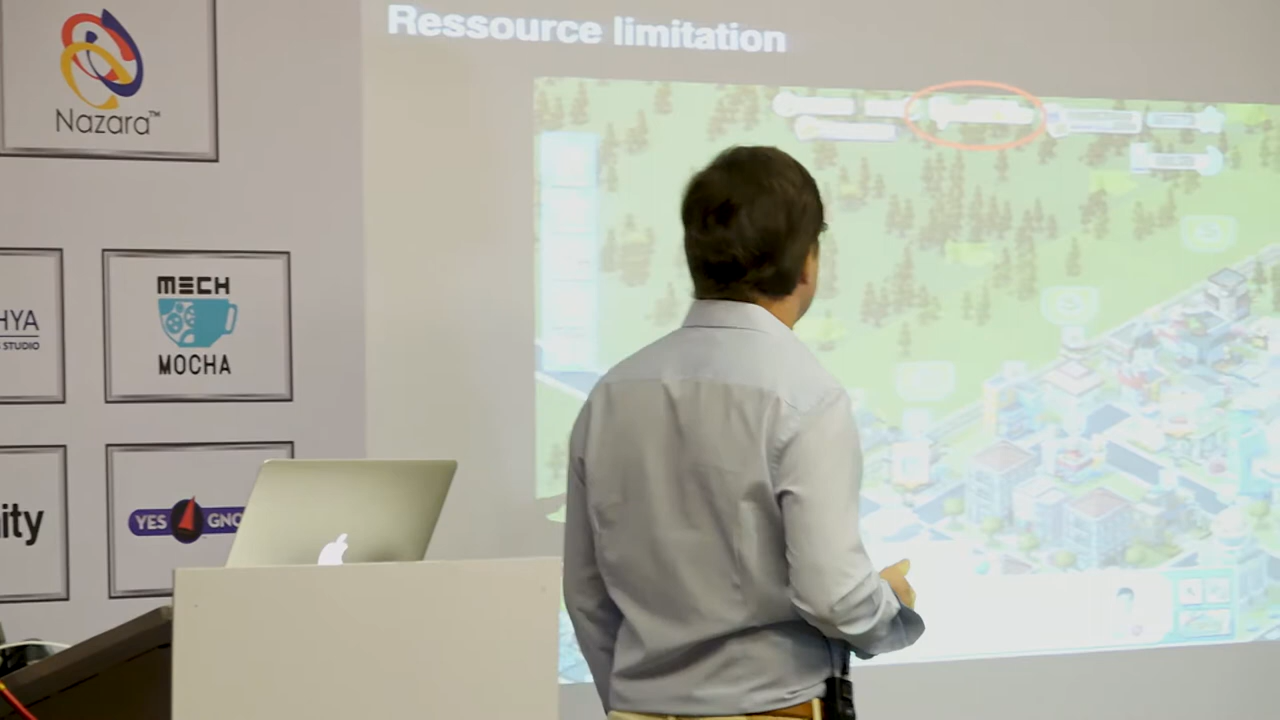 Ressource limitation
Nazara™
HYA
STUDIO
MECH
MOCHA
ity
YES
GNO